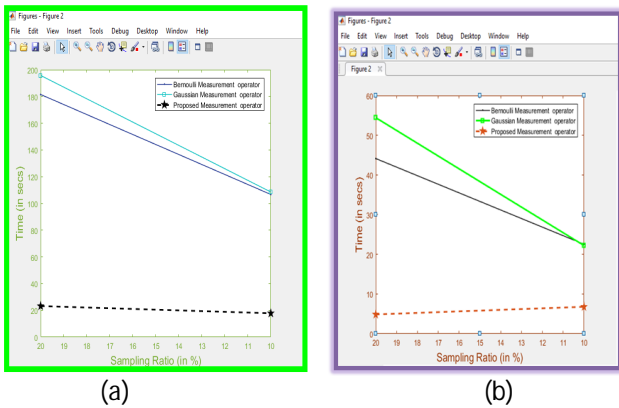 Figures - Figure 2
File Edit View Insert Tools Debug Desktop Window Help
200
180
160
140
120
100
80
60
40
20
0
Time (in secs)
Bernoulli Measurement operator
Gaussian Measurement operator
Proposed Measurement operator
20 19 18 17 16 15 14 13 12 11 10
Sampling Ratio (in %)
(a)
Figures - Figure 2
File Edit View Insert Tools Debug Desktop Window Help
Figure 2
60
50
40
30
20
10
0
Time (in secs)
Bernoulli Measurement operator
Gaussian Measurement operator
Proposed Measurement operator
20 19 18 17 16 15 14 13 12 11 10
Sampling Ratio (in %)
(b)